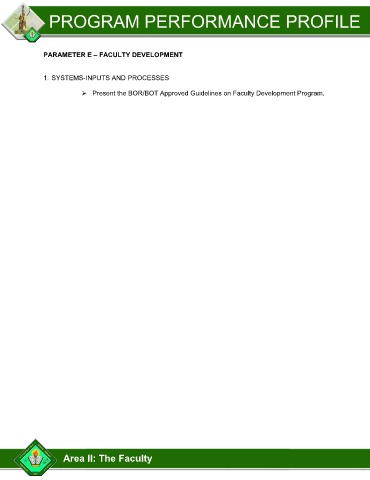 PROGRAM PERFORMANCE PROFILE
PARAMETER E – FACULTY DEVELOPMENT
1. SYSTEMS-INPUTS AND PROCESSES
➢ Present the BOR/BOT Approved Guidelines on Faculty Development Program.
Area II: The Faculty